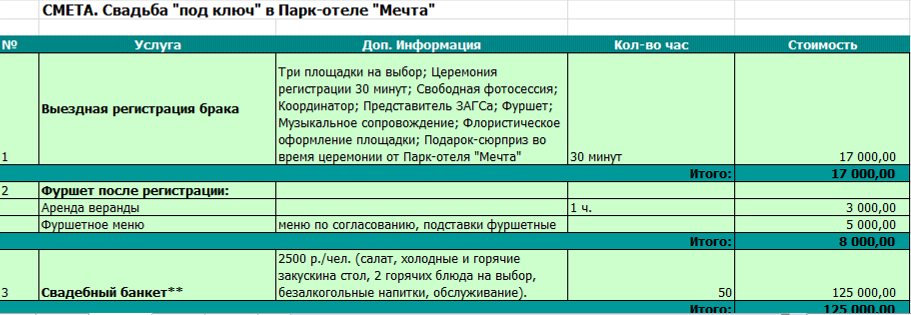 СМЕТА. Свадьба "под ключ" в Парк-отеле "Мечта"
№ Услуга Доп. Информация Кол-во час Стоимость
Три площадки на выбор; Церемония
регистрации 30 минут; Свободная фотосессия;
Координатор; Представитель ЗАГСа; Фуршет;
Выездная регистрация брака
Музыкальное сопровождение; Флористическое
оформление площадки; Подарок-сюрприз во
1 время церемонии от Парк-отеля "Мечта" 30 минут 17 000,00
Итого: 17 000,00
2 Фуршет после регистрации:
Аренда веранды 1 ч. 3 000,00
Фуршетное меню меню по согласованию, подставки фуршетные 5 000,00
Итого: 8 000,00
2500 р./чел. (салат, холодные и горячие
закускина стол, 2 горячих блюда на выбор,
3 Свадебный банкет** безалкогольные напитки, обслуживание). 50 125 000,00
Итого: 125 000,00